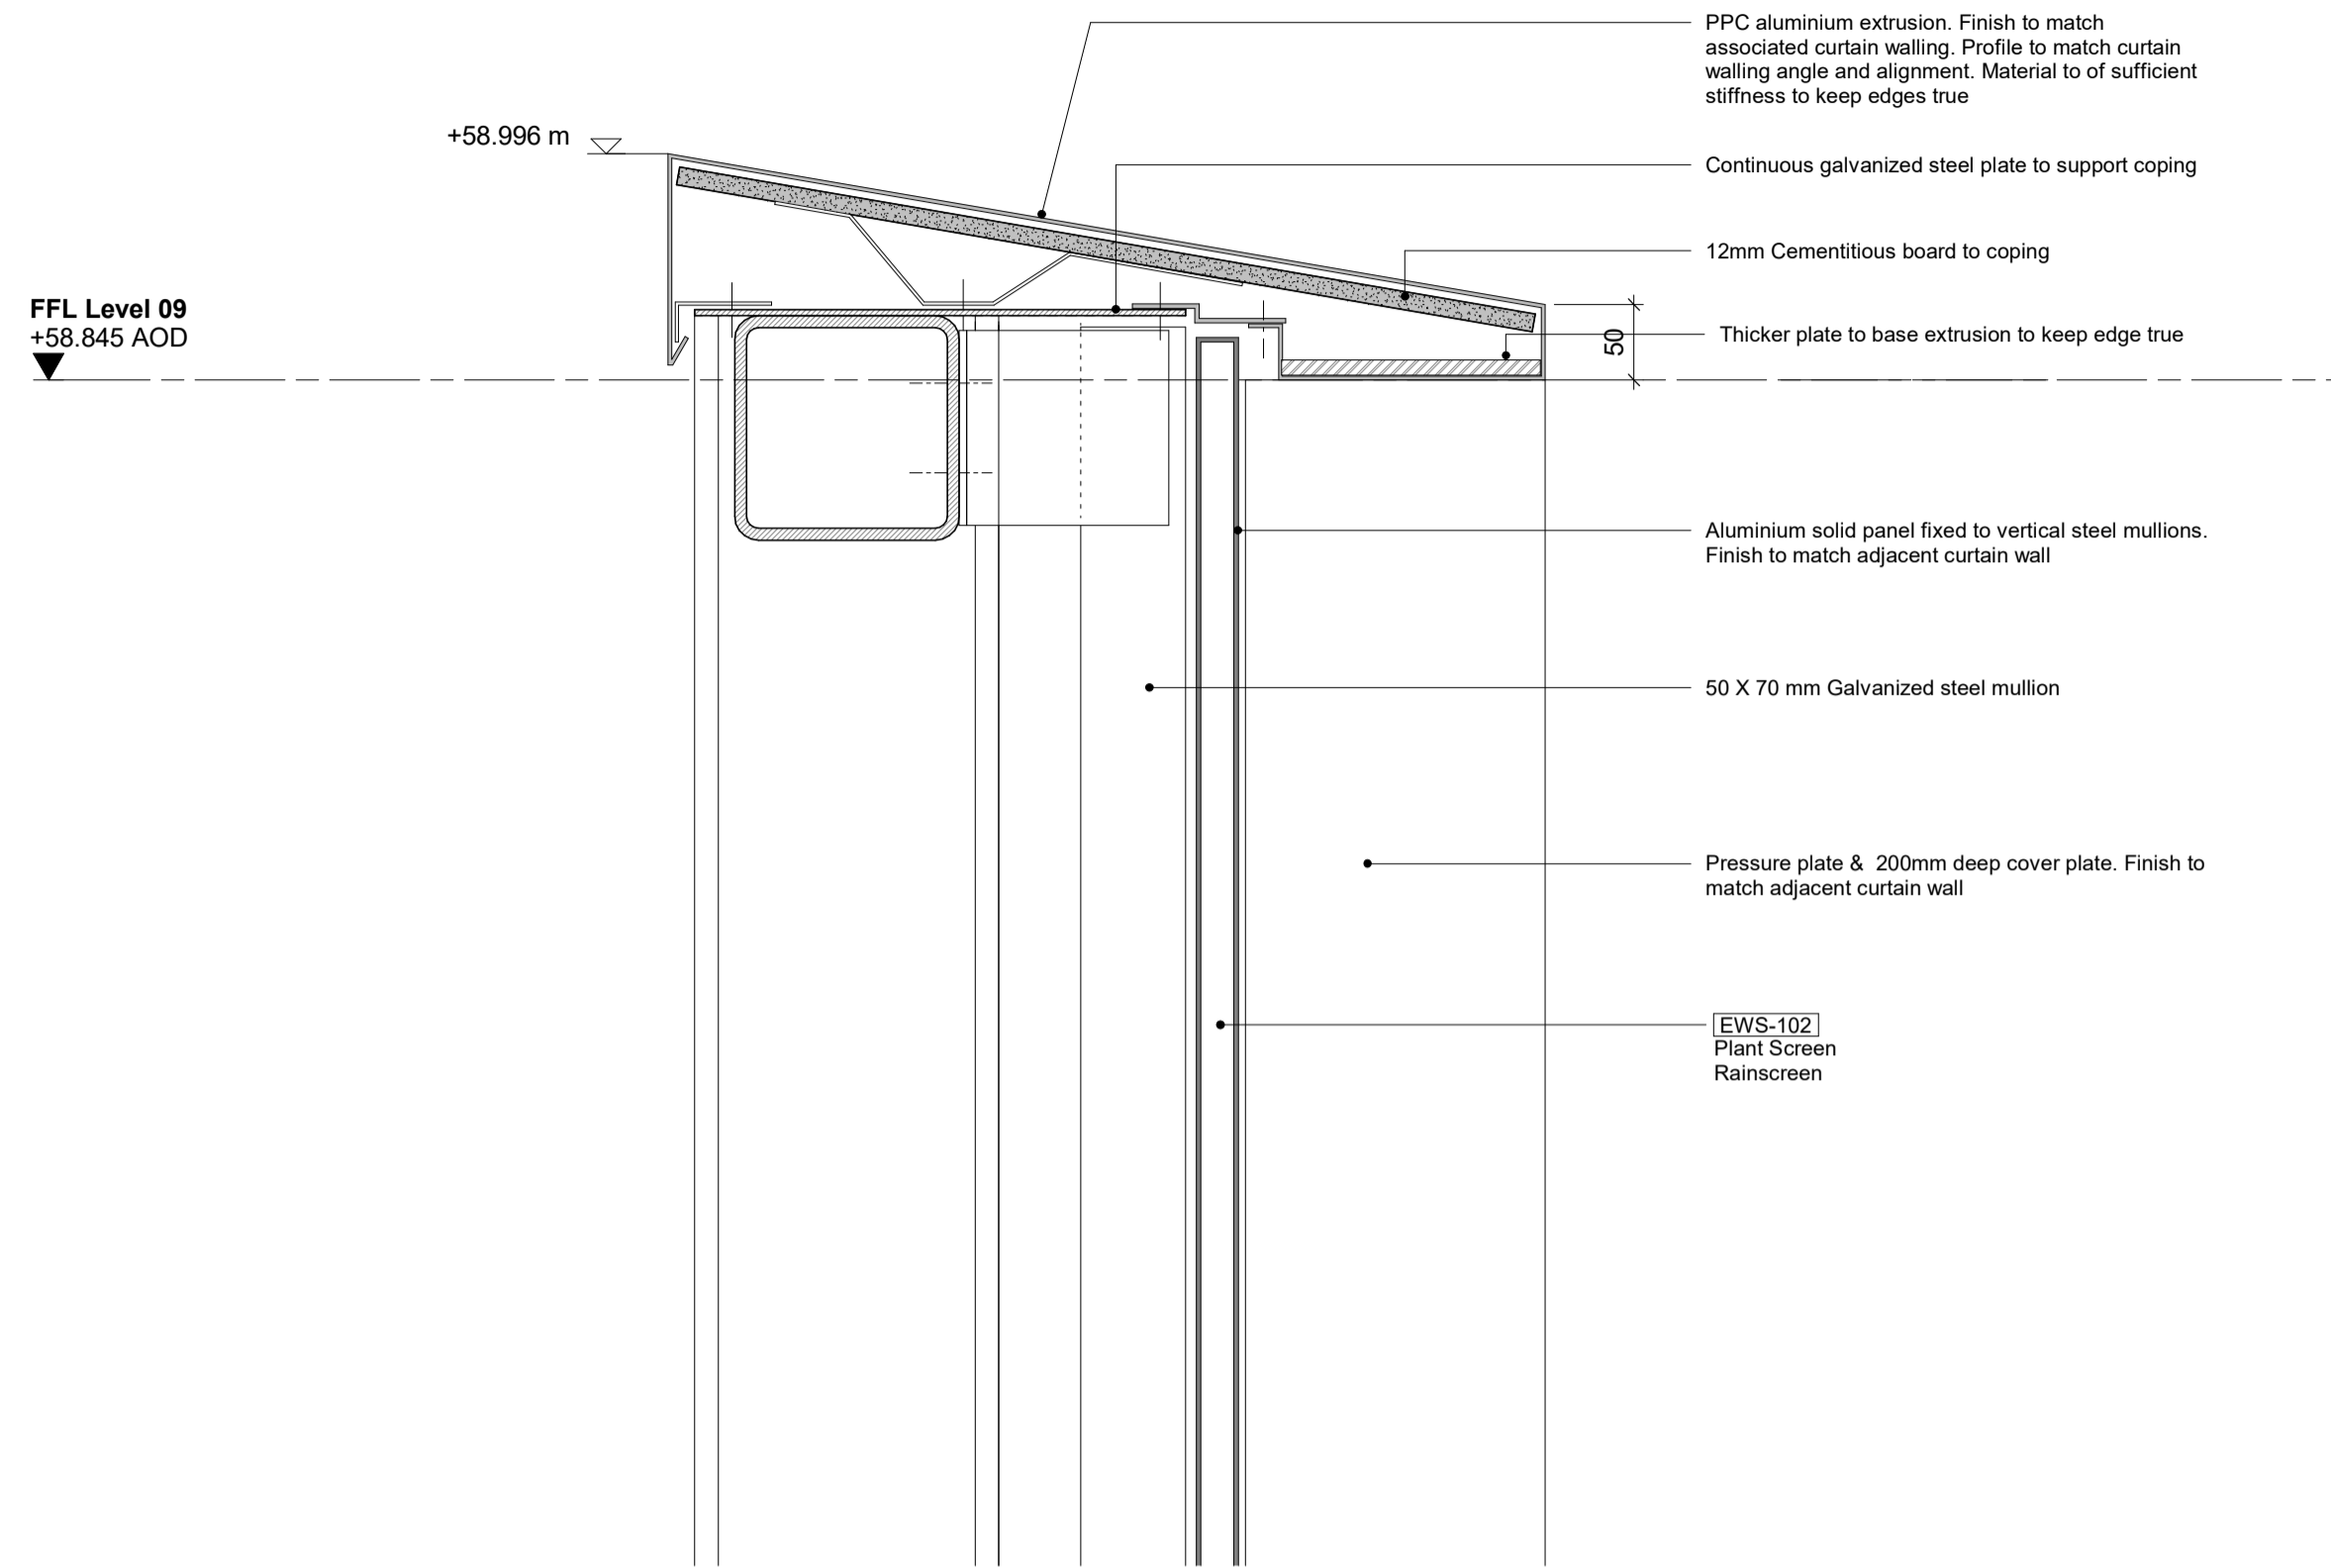 PPC aluminium extrusion. Finish to match
associated curtain walling. Profile to match curtain
walling angle and alignment. Material to of sufficient
stiffness to keep edges true
+58.996 m
Continuous galvanized steel plate to support coping
12mm Cementitious board to coping
FFL Level 09
+58.845 AOD
50
Thicker plate to base extrusion to keep edge true
Aluminium solid panel fixed to vertical steel mullions.
Finish to match adjacent curtain wall
50 X 70 mm Galvanized steel mullion
Pressure plate &  200mm deep cover plate. Finish to
match adjacent curtain wall
EWS-102
Plant Screen
Rainscreen